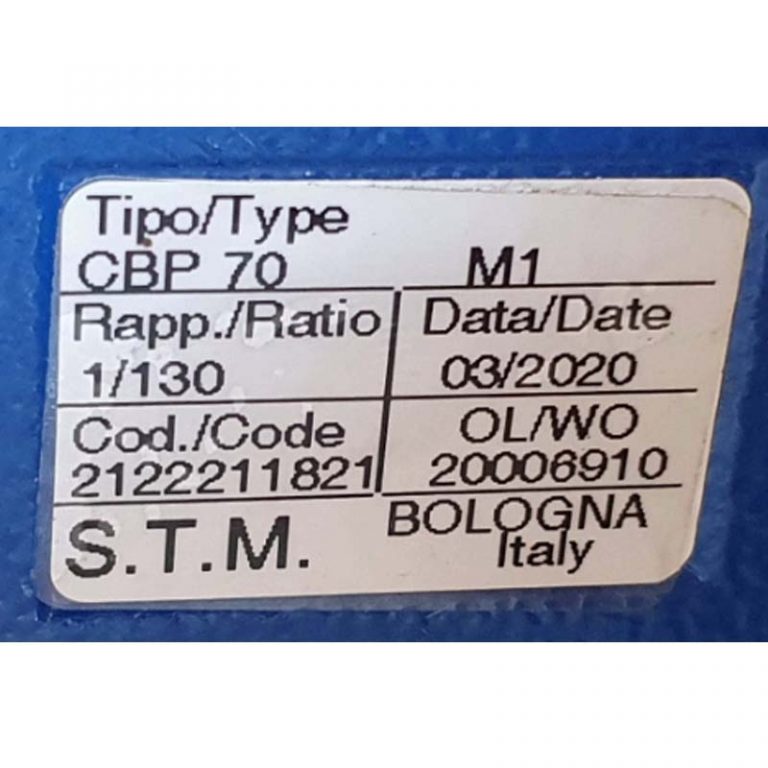 Tipo/Type
CBP 70 M1
Rapp./Ratio Data/Date
1/130 03/2020
Cod./Code OL/WO
2122211821 20006910
S.T.M. BOLOGNA
Italy